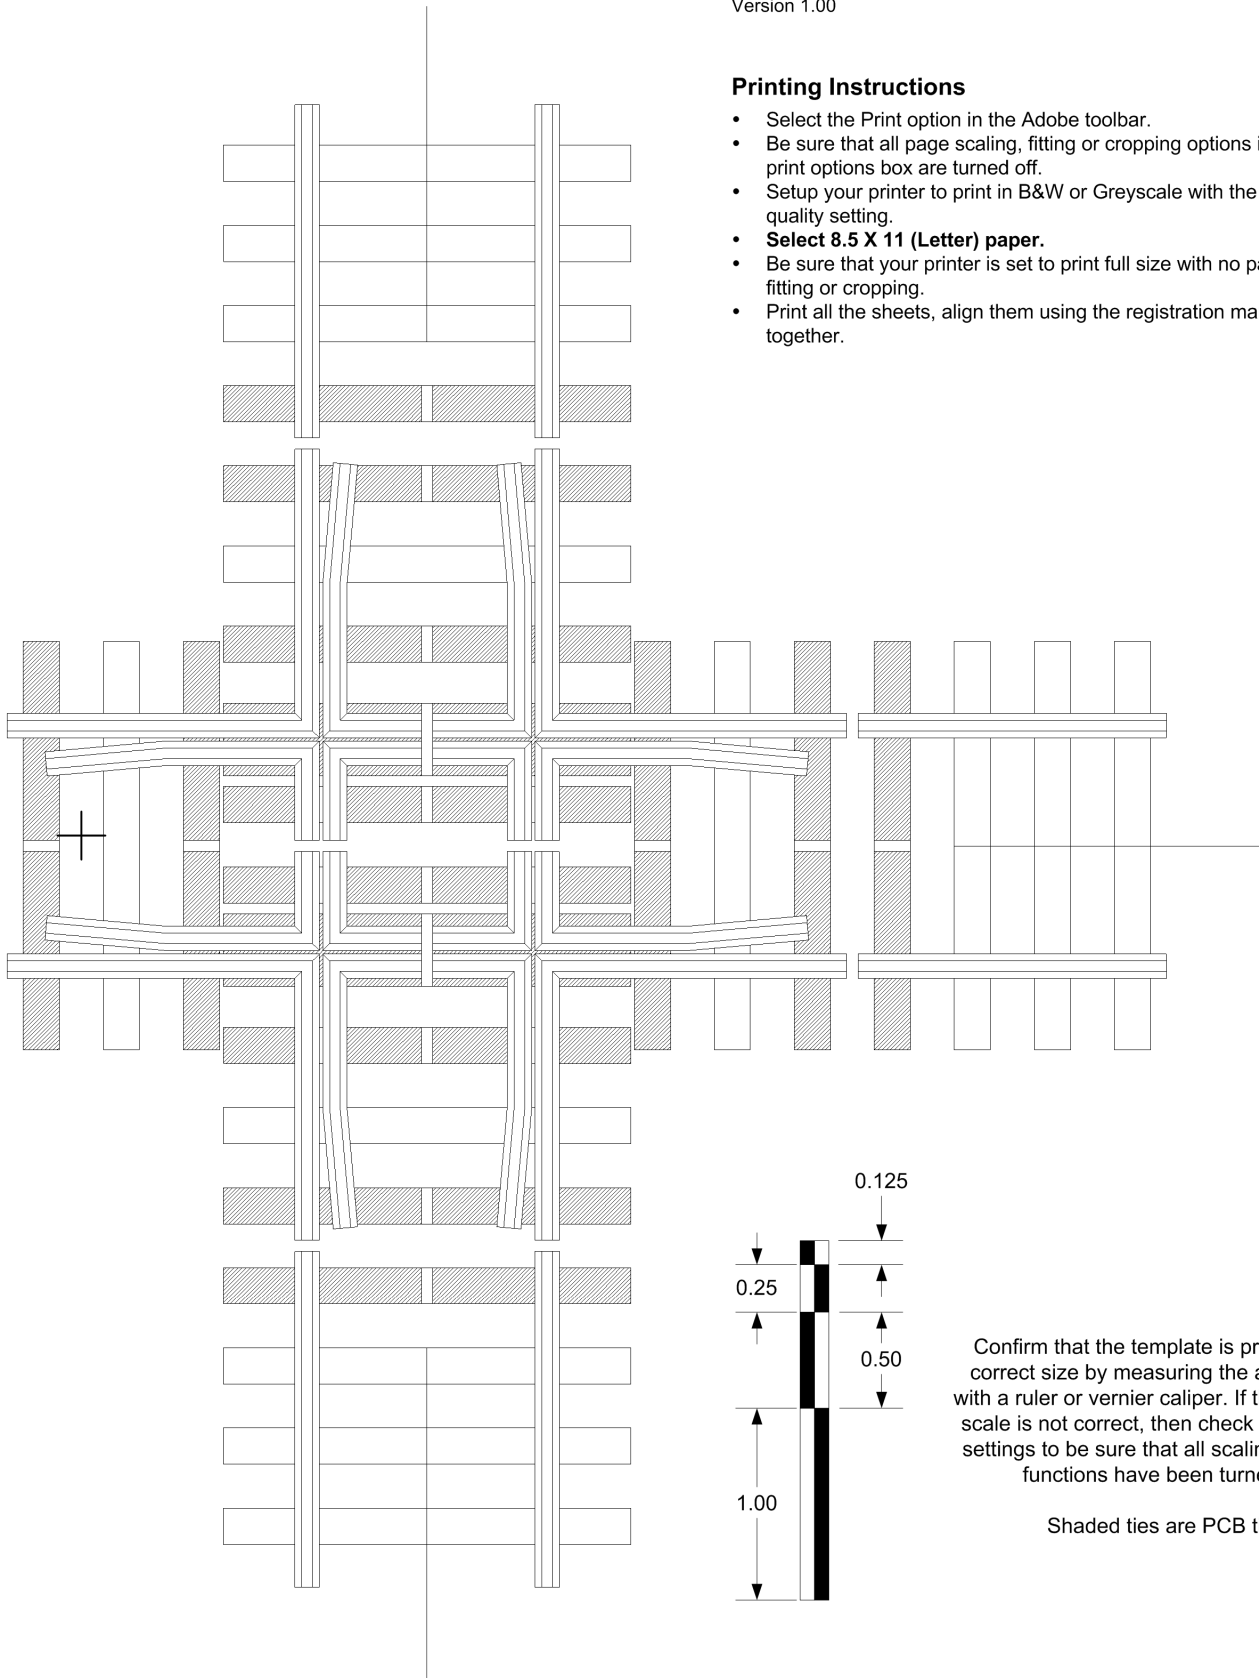 Version 1.00
Printing Instructions
• Select the Print option in the Adobe toolbar.
• Be sure that all page scaling, fitting or cropping options
print options box are turned off.
• Setup your printer to print in B&W or Greyscale with the
quality setting.
• Select 8.5 X 11 (Letter) paper.
• Be sure that your printer is set to print full size with no
fitting or cropping.
• Print all the sheets, align them using the registration
together.
0.125
0.25
0.50
1.00
Confirm that the template is
correct size by measuring the
with a ruler or vernier caliper. If
scale is not correct, then check
settings to be sure that all
functions have been
Shaded ties are PCB